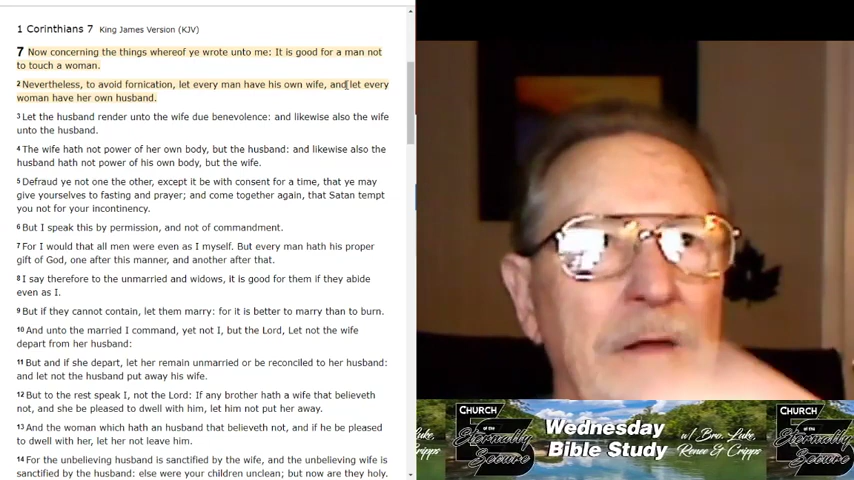 1 Corinthians 7 King James Version (KJV)
7 Now concerning the things whereof ye wrote unto me: It is good for a man not
to touch a woman.
2 Nevertheless, to avoid fornication, let every man have his own wife, and let every
woman have her own husband.
3 Let the husband render unto the wife due benevolence: and likewise also the wife
unto the husband.
4 The wife hath not power of her own body, but the husband: and likewise also the
husband hath not power of his own body, but the wife.
5 Defraud ye not one the other, except it be with consent for a time, that ye may
give yourselves to fasting and prayer; and come together again, that Satan tempt
you not for your incontinency.
6 But I speak this by permission, and not of commandment.
7 For I would that all men were even as I myself. But every man hath his proper
gift of God, one after this manner, and another after that.
8 I say therefore to the unmarried and widows, it is good for them if they abide
even as I.
9 But if they cannot contain, let them marry: for it is better to marry than to burn.
10 And unto the married I command, yet not I, but the Lord, Let not the wife
depart from her husband:
11 But and if she depart, let her remain unmarried or be reconciled to her husband:
and let not the husband put away his wife.
12 But to the rest speak I, not the Lord: If any brother hath a wife that believeth
not, and she be pleased to dwell with him, let him not put her away.
13 And the woman which hath an husband that believeth not, and if he be pleased
to dwell with her, let her not leave him.
14 For the unbelieving husband is sanctified by the wife, and the unbelieving wife is
sanctified by the husband: else were your children unclean; but now are they holy.
Luke,
Cripps
CHURCH
of the
Eternally
Secure
Wednesday
Bible Study
w/ Bro. Luke,
Renee & Cripps
CHURCH
of the
Eternally
Secure